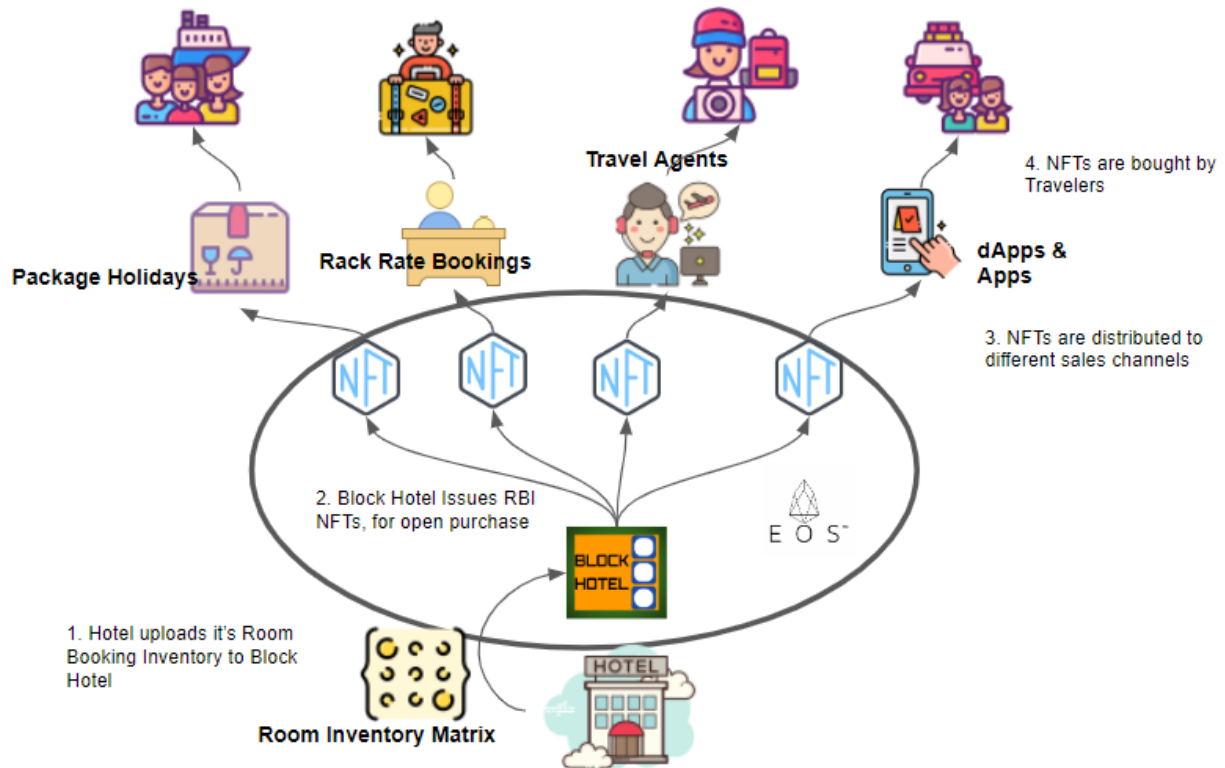 Travel Agents
4. NFTs are bought by
Travelers
Package Holidays
Rack Rate Bookings
dApps &
Apps
3. NFTs are distributed to
different sales channels
NFT
NFT
NFT
NFT
2. Block Hotel Issues RBI
NFTs, for open purchase
E O S
BLOCK
HOTEL
1. Hotel uploads it's Room
Booking Inventory to Block
Hotel
HOTEL
Room Inventory Matrix